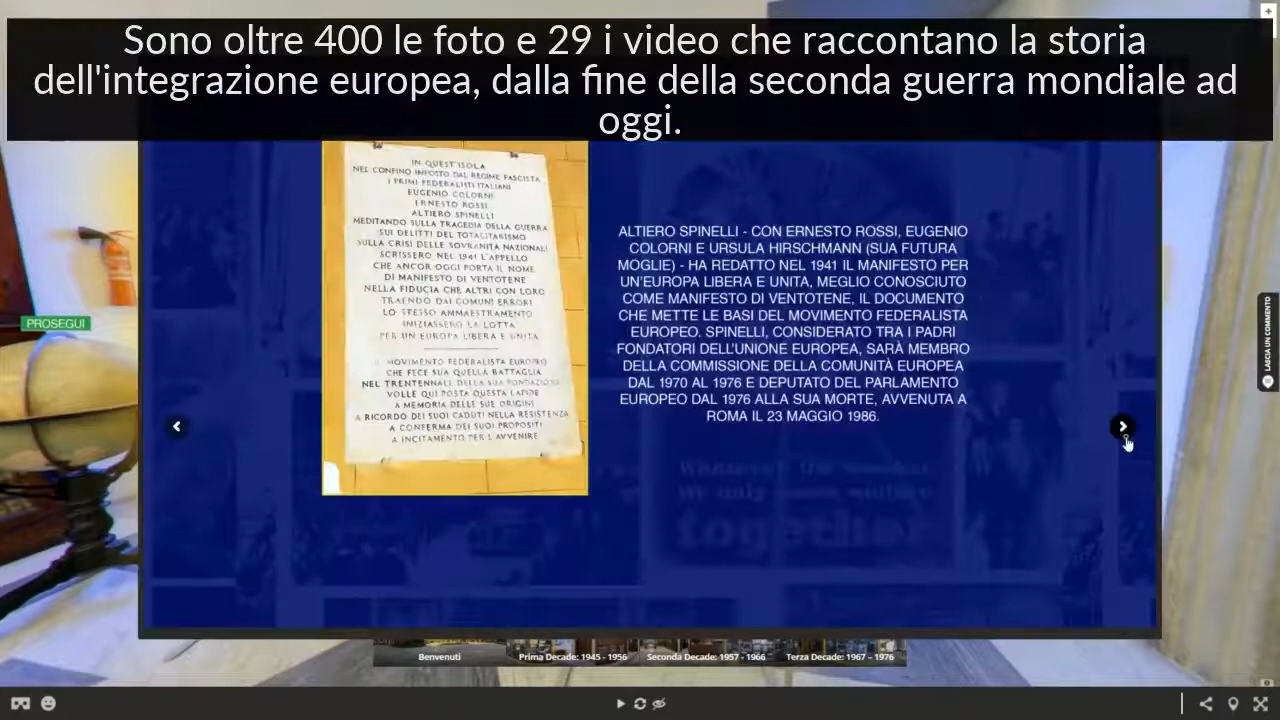 Sono oltre 400 le foto e 29 i video che raccontano la storia
dell'integrazione europea, dalla fine della seconda guerra mondiale ad
oggi.
IN QUEST'ISOLA
NEL CONFINO IMPOSTO DAL REGIME FASCISTA
I PRIMI FEDERALISTI ITALIANI
EUGENIO COLORNI
ERNESTO ROSSI
ALTIERO SPINELLI
MEDITANDO SULLA TRAGEDIA DELLA GUERRA
SUI DELITTI DEL TOTALITARISMO
SULLA CRISI DELLE SOVRANITÀ NAZIONALI
SCRISSERO NEL 1941 L'APPELLO
CHE ANCOR OGGI PORTA IL NOME
DI MANIFESTO DI VENTOTENE
NELLA FIDUCIA CHE ALTRI CON LORO
TRAENDO DAI COMUNI ERRORI
LO STESSO AMMAESTRAMENTO
INIZIASSERO LA LOTTA
PER UN'EUROPA LIBERA E UNITA
IL MOVIMENTO FEDERALISTA EUROPEO
CHE FECE SUA QUELLA BATTAGLIA
NEL TRENTENNALE DELLA SUA FONDAZIONE
VOLLE QUI POSTA QUESTA LAPIDE
A MEMORIA DELLE SUE ORIGINI
A RICORDO DEI SUOI CADUTI NELLA RESISTENZA
A CONFERMA DEI SUOI PROPOSITI
A INCITAMENTO PER L'AVVENIRE
ALTIERO SPINELLI - CON ERNESTO ROSSI, EUGENIO
COLORNI E URSULA HIRSCHMANN (SUA FUTURA
MOGLIE) - HA REDATTO NEL 1941 IL MANIFESTO PER
UN'EUROPA LIBERA E UNITA, MEGLIO CONOSCIUTO
COME MANIFESTO DI VENTOTENE, IL DOCUMENTO
CHE METTE LE BASI DEL MOVIMENTO FEDERALISTA
EUROPEO. SPINELLI, CONSIDERATO TRA I PADRI
FONDATORI DELL'UNIONE EUROPEA, SARÀ MEMBRO
DELLA COMMISSIONE DELLA COMUNITÀ EUROPEA
DAL 1970 AL 1976 E DEPUTATO DEL PARLAMENTO
EUROPEO DAL 1976 ALLA SUA MORTE, AVVENUTA A
ROMA IL 23 MAGGIO 1986.
PROSEGUI
LASCIA UN COMMENTO
together
Benvenuti
Prima Decade: 1945 - 1956
Seconda Decade: 1957 - 1966
Terza Decade: 1967 – 1976